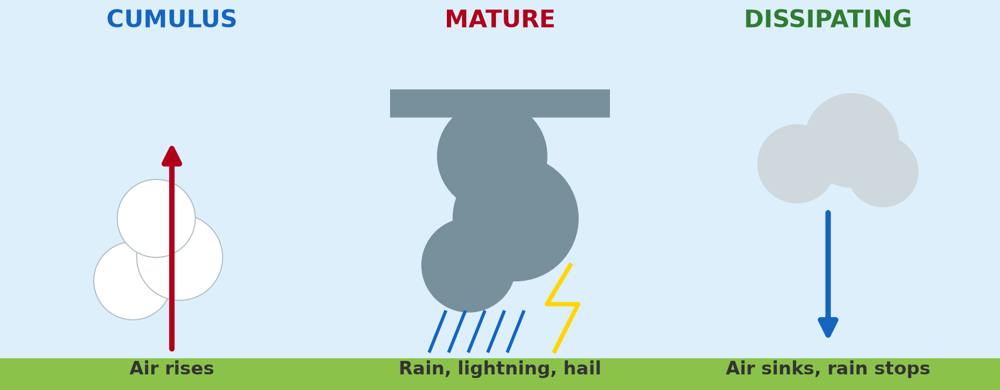 CUMULUS
MATURE
DISSIPATING
Air rises
Rain, lightning, hail
Air sinks, rain stops